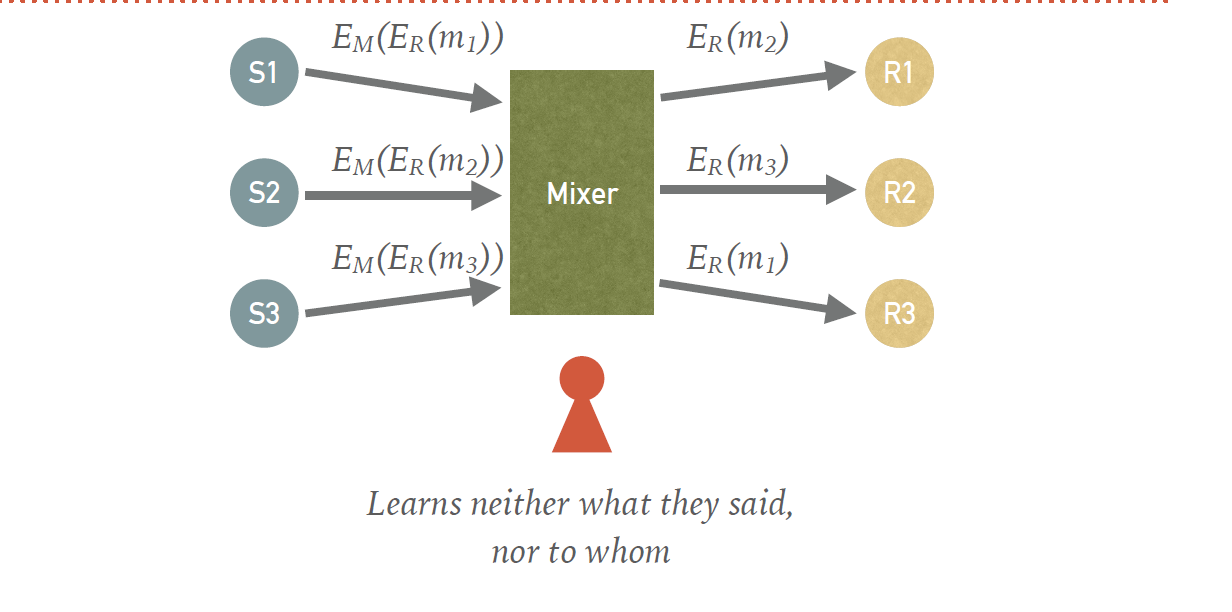 E_M(E_R(m_1))
E_R(m_2)
S1
R1
E_M(E_R(m_2))
E_R(m_3)
S2
Mixer
R2
E_M(E_R(m_3))
E_R(m_1)
S3
R3
Learns neither what they said,
nor to whom